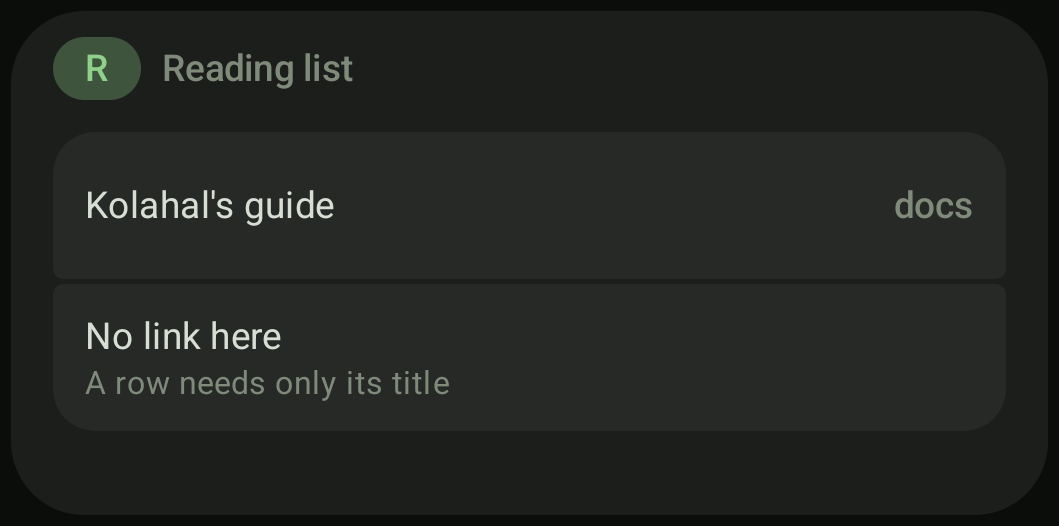 R Reading list
Kolahal's guide docs
No link here
A row needs only its title